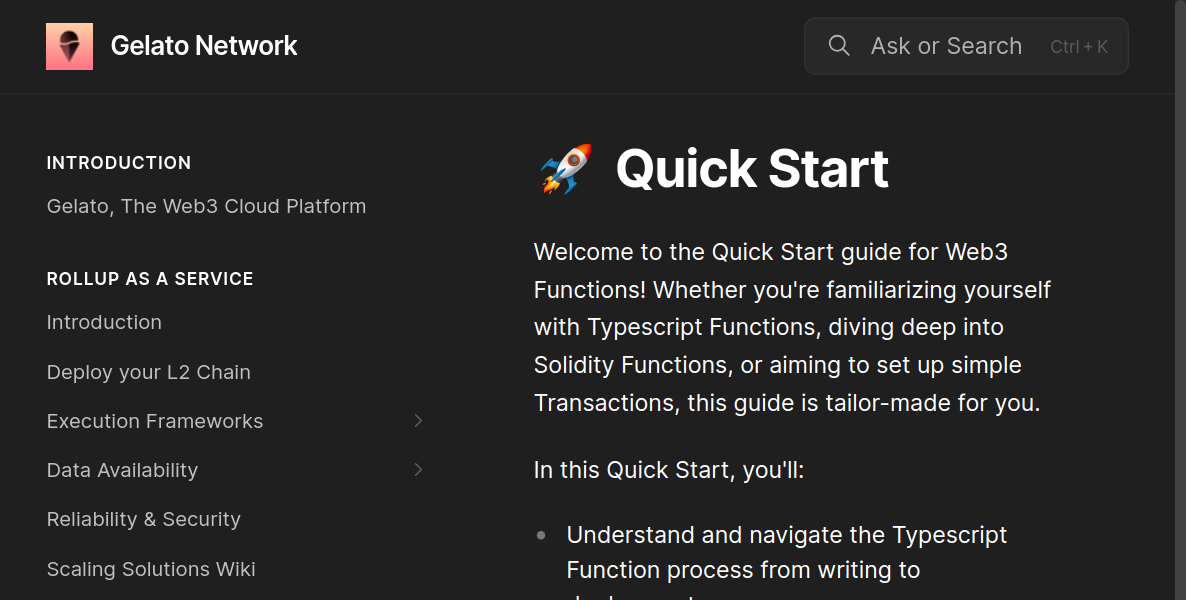 Gelato Network
Ask or Search Ctrl + K
INTRODUCTION
Gelato, The Web3 Cloud Platform
ROLLUP AS A SERVICE
Introduction
Deploy your L2 Chain
Execution Frameworks
Data Availability
Reliability & Security
Scaling Solutions Wiki
🚀 Quick Start
Welcome to the Quick Start guide for Web3
Functions! Whether you're familiarizing yourself
with Typescript Functions, diving deep into
Solidity Functions, or aiming to set up simple
Transactions, this guide is tailor-made for you.
In this Quick Start, you'll:
Understand and navigate the Typescript
Function process from writing to